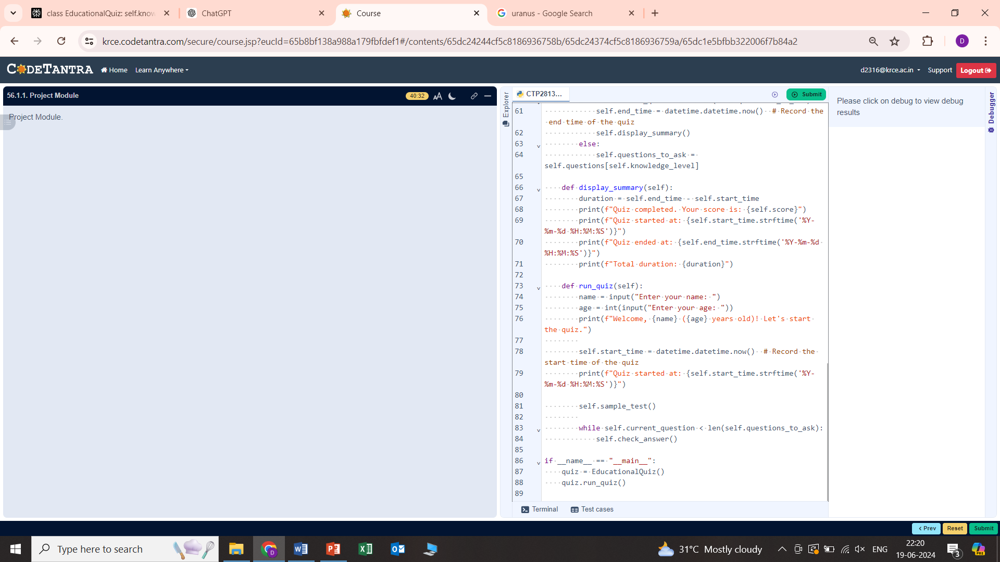 class EducationalQuiz: self.know
ChatGPT
Course
uranus - Google Search
krce.codetantra.com/secure/course.jsp?eucId=65b8bf138a988a179fbfdef1#/contents/65dc24244cf5c8186936758b/65dc24374cf5c8186936759a/65dc1e5bfbb322006f7b84a2
D
CODETANTRA
Home
Learn Anywhere
d2316@krce.ac.in
Support
Logout
56.1.1. Project Module
40:32
AA
Project Module.
Explorer
CTP2813...
Submit
61 self.end_time = datetime.datetime.now() # Record the
end time of the quiz
62 self.display_summary()
63 else:
64 self.questions_to_ask =
self.questions[self.knowledge_level]
65
66 def display_summary(self):
67 duration = self.end_time - self.start_time
68 print(f"Quiz completed. Your score is: {self.score}")
69 print(f"Quiz started at: {self.start_time.strftime('%Y-
%m-%d %H:%M:%S')}")
70 print(f"Quiz ended at: {self.end_time.strftime('%Y-%m-%d
%H:%M:%S')}")
71 print(f"Total duration: {duration}")
72
73 def run_quiz(self):
74 name = input("Enter your name: ")
75 age = int(input("Enter your age: "))
76 print(f"Welcome, {name} ({age} years old)! Let's start
the quiz.")
77
78 self.start_time = datetime.datetime.now() # Record the
start time of the quiz
79 print(f"Quiz started at: {self.start_time.strftime('%Y-
%m-%d %H:%M:%S')}")
80
81 self.sample_test()
82
83 while self.current_question < len(self.questions_to_ask):
84 self.check_answer()
85
86 if __name__ == "__main__":
87 quiz = EducationalQuiz()
88 quiz.run_quiz()
89
Terminal
Test cases
Please click on debug to view debug
results
Debugger
< Prev
Reset
Submit
Type here to search
31°C Mostly cloudy
ENG
22:20
19-06-2024
3
PRE